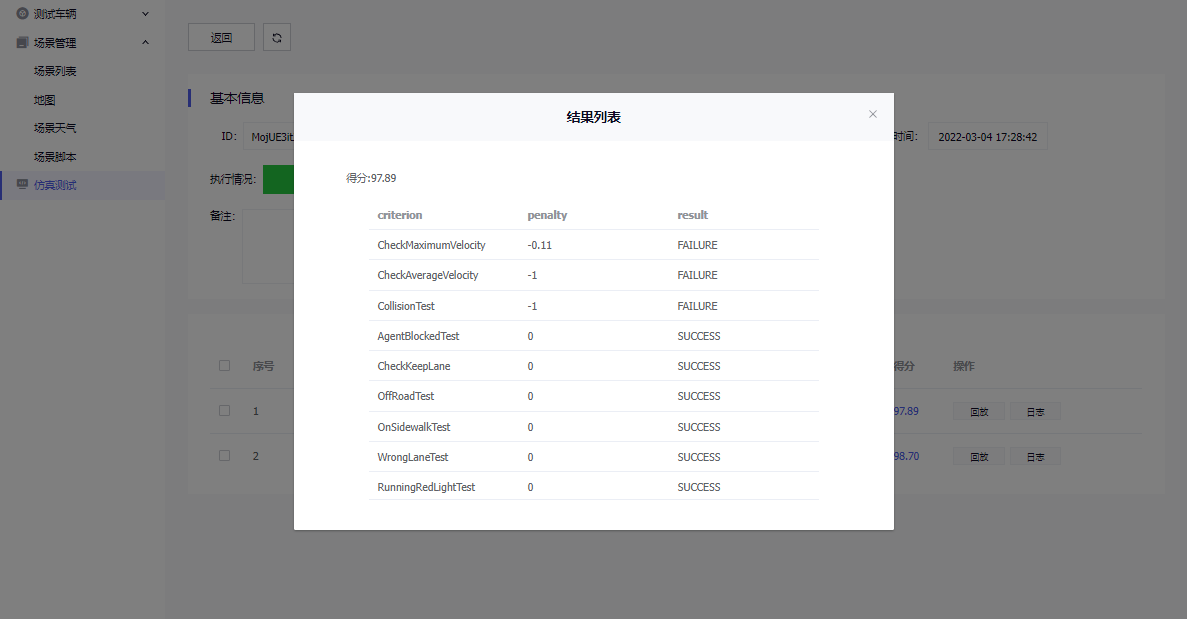 测试车辆
场景管理
场景列表
地图
场景天气
场景脚本
仿真测试
返回
基本信息
ID: MojUE3it
时间: 2022-03-04 17:28:42
执行情况:
备注:
序号 得分 操作
1 97.89 回放 日志
2 98.70 回放 日志
结果列表
得分:97.89
criterion penalty result
CheckMaximumVelocity -0.11 FAILURE
CheckAverageVelocity -1 FAILURE
CollisionTest -1 FAILURE
AgentBlockedTest 0 SUCCESS
CheckKeepLane 0 SUCCESS
OffRoadTest 0 SUCCESS
OnSidewalkTest 0 SUCCESS
WrongLaneTest 0 SUCCESS
RunningRedLightTest 0 SUCCESS